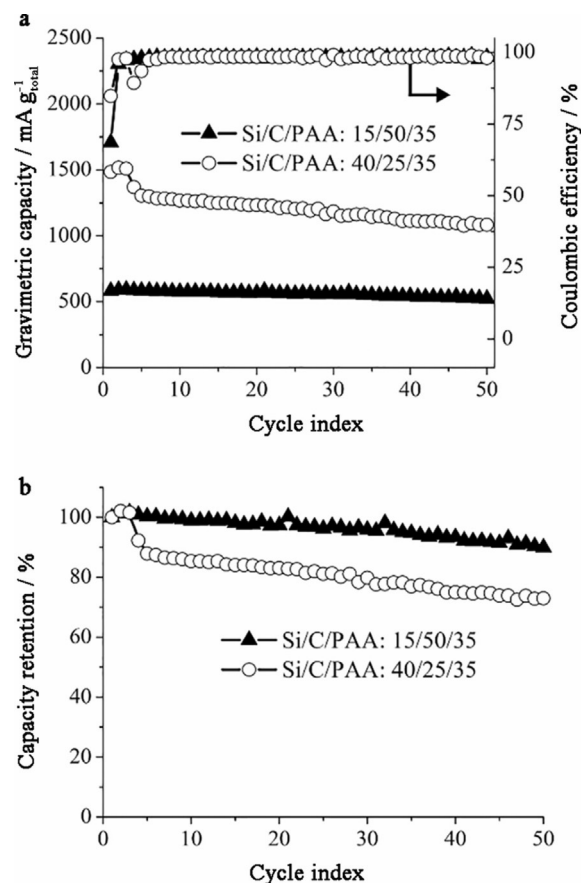 a
2500
2000
1500
1000
500
0
Gravimetric capacity / mA g⁻¹total
100
75
50
25
0
Coulombic efficiency / %
Si/C/PAA: 15/50/35
Si/C/PAA: 40/25/35
0 10 20 30 40 50
Cycle index
b
100
80
60
40
20
0
Capacity retention / %
Si/C/PAA: 15/50/35
Si/C/PAA: 40/25/35
0 10 20 30 40 50
Cycle index